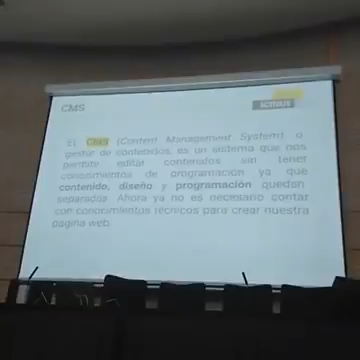 CMS
El CMS (Content Management System) o
gestor de contenidos, es un sistema que nos
permite editar contenidos sin tener
conocimientos de programación ya que
contenido, diseño y programación quedan
separados. Ahora ya no es necesario contar
con conocimientos técnicos para crear nuestra
página web